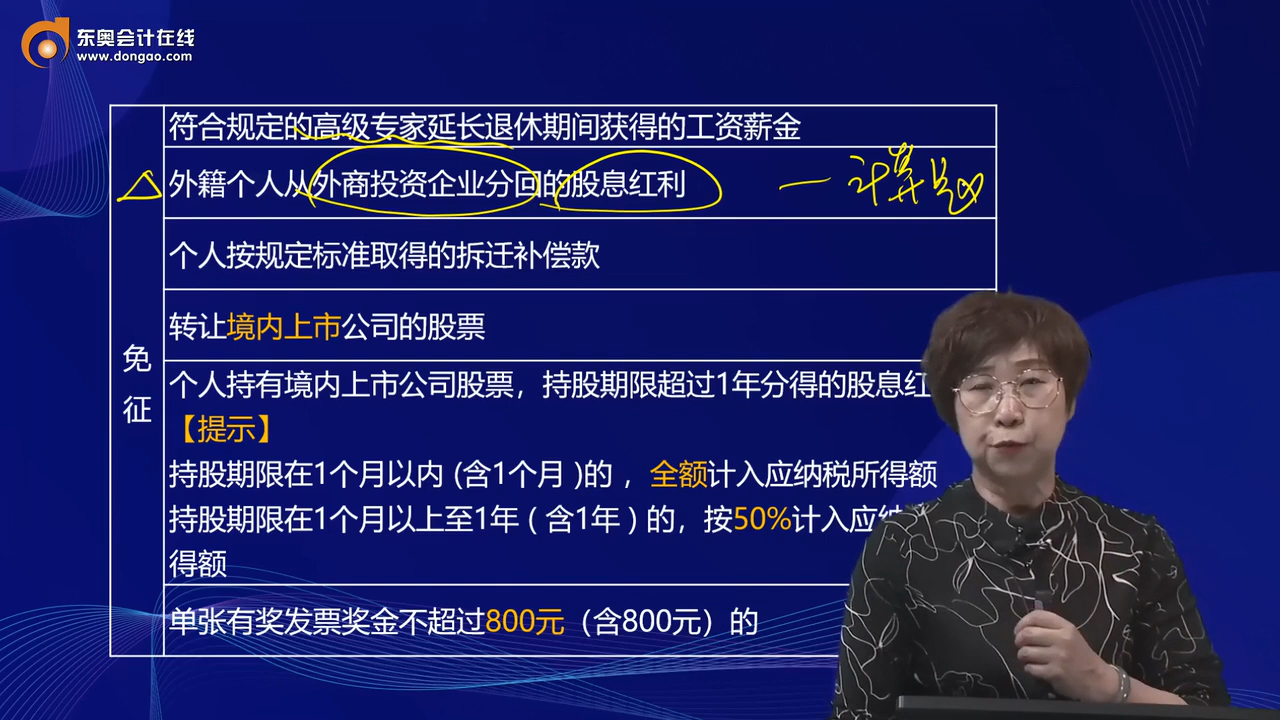 东奥会计在线
www.dongao.com
符合规定的高级专家延长退休期间获得的工资薪金
外籍个人从外商投资企业分回的股息红利
一计算题
个人按规定标准取得的拆迁补偿款
转让境内上市公司的股票
免
征
个人持有境内上市公司股票，持股期限超过1年分得的股息红
【提示】
持股期限在1个月以内 (含1个月 )的 ，全额计入应纳税所得额
持股期限在1个月以上至1年 ( 含1年 ) 的，按50%计入应纳
得额
单张有奖发票奖金不超过800元（含800元）的